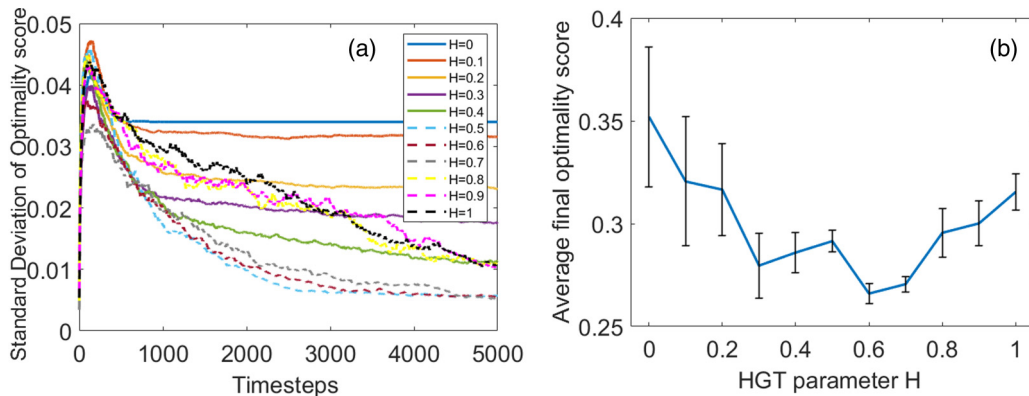 Standard Deviation of Optimality score
0.05
0.04
0.03
0.02
0.01
0
(a)
H=0
H=0.1
H=0.2
H=0.3
H=0.4
H=0.5
H=0.6
H=0.7
H=0.8
H=0.9
H=1
0 1000 2000 3000 4000 5000
Timesteps
Average final optimality score
0.4
0.35
0.3
0.25
(b)
0 0.2 0.4 0.6 0.8 1
HGT parameter H